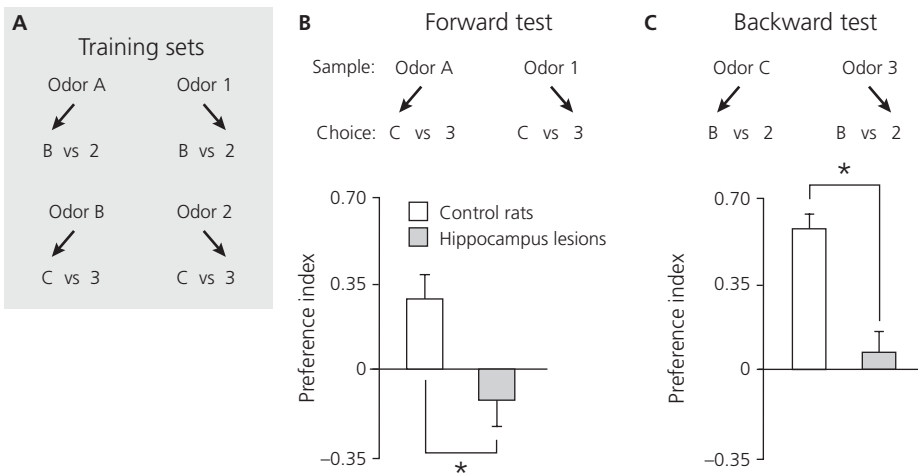 A
Training sets
Odor A Odor 1
B vs 2 B vs 2
Odor B Odor 2
C vs 3 C vs 3
B Forward test
Sample: Odor A Odor 1
Choice: C vs 3 C vs 3
0.70
0.35
0
–0.35
Preference index
Control rats
Hippocampus lesions
*
C Backward test
Odor C Odor 3
B vs 2 B vs 2
*
0.70
0.35
0
–0.35
Preference index